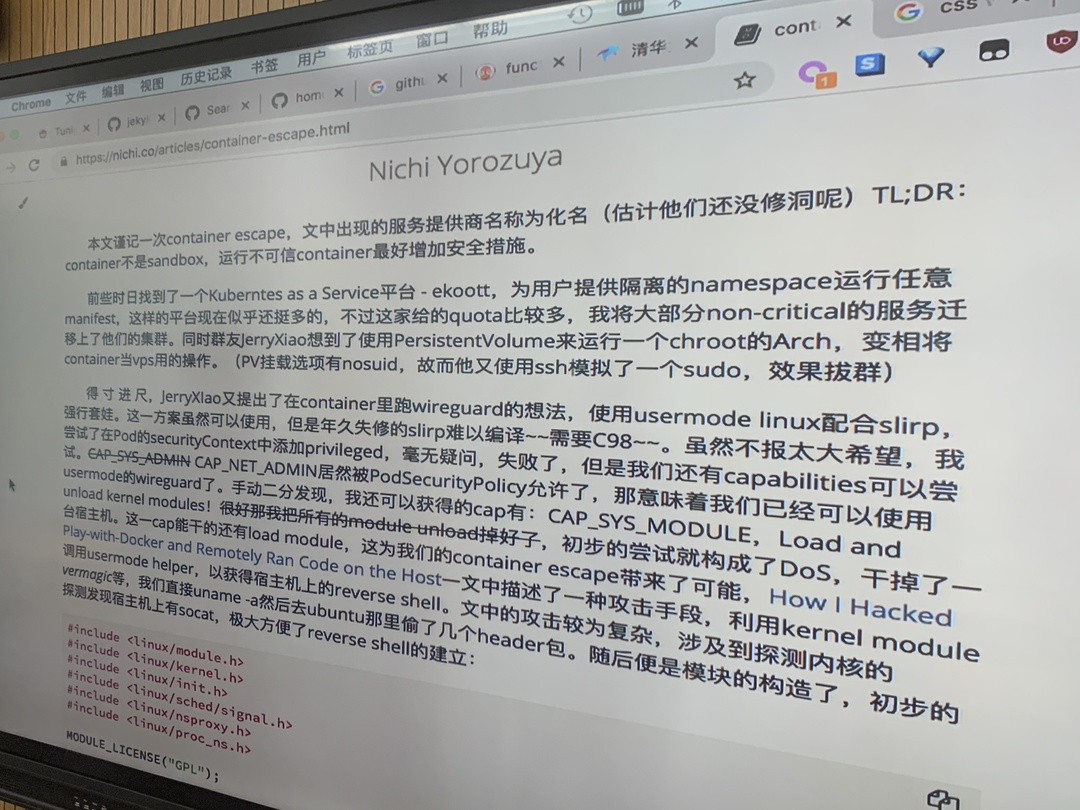 Chrome 文件 编辑 视图 历史记录 书签 用户 标签页 窗口 帮助
Tuni jeky Sear hom gith func 清华 cont css
https://nichi.co/articles/container-escape.html
1 S
Nichi Yorozuya
本文谨记一次container escape，文中出现的服务提供商名称为化名（估计他们还没修洞呢）TL;DR：
container不是sandbox，运行不可信container最好增加安全措施。
前些时日找到了一个Kuberntes as a Service平台 - ekoott，为用户提供隔离的namespace运行任意
manifest，这样的平台现在似乎还挺多的，不过这家给的quota比较多，我将大部分non-critical的服务迁
移上了他们的集群。同时群友JerryXiao想到了使用PersistentVolume来运行一个chroot的Arch，变相将
container当vps用的操作。（PV挂载选项有nosuid，故而他又使用ssh模拟了一个sudo，效果拔群）
得寸进尺，JerryXIao又提出了在container里跑wireguard的想法，使用usermode linux配合slirp，
强行套娃。这一方案虽然可以使用，但是年久失修的slirp难以编译~~需要C98~~。虽然不报太大希望，我
尝试了在Pod的securityContext中添加privileged，毫无疑问，失败了，但是我们还有capabilities可以尝
试。CAP_SYS_ADMIN CAP_NET_ADMIN居然被PodSecurityPolicy允许了，那意味着我们已经可以使用
usermode的wireguard了。手动二分发现，我还可以获得的cap有：CAP_SYS_MODULE，Load and
unload kernel modules！很好那我把所有的module unload掉好了，初步的尝试就构成了DoS，干掉了一
台宿主机。这一cap能干的还有load module，这为我们的container escape带来了可能，How I Hacked
Play-with-Docker and Remotely Ran Code on the Host一文中描述了一种攻击手段，利用kernel module
调用usermode helper，以获得宿主机上的reverse shell。文中的攻击较为复杂，涉及到探测内核的
vermagic等，我们直接uname -a然后去ubuntu那里偷了几个header包。随后便是模块的构造了，初步的
探测发现宿主机上有socat，极大方便了reverse shell的建立：
#include <linux/module.h>
#include <linux/kernel.h>
#include <linux/init.h>
#include <linux/sched/signal.h>
#include <linux/nsproxy.h>
#include <linux/proc_ns.h>
MODULE_LICENSE("GPL");